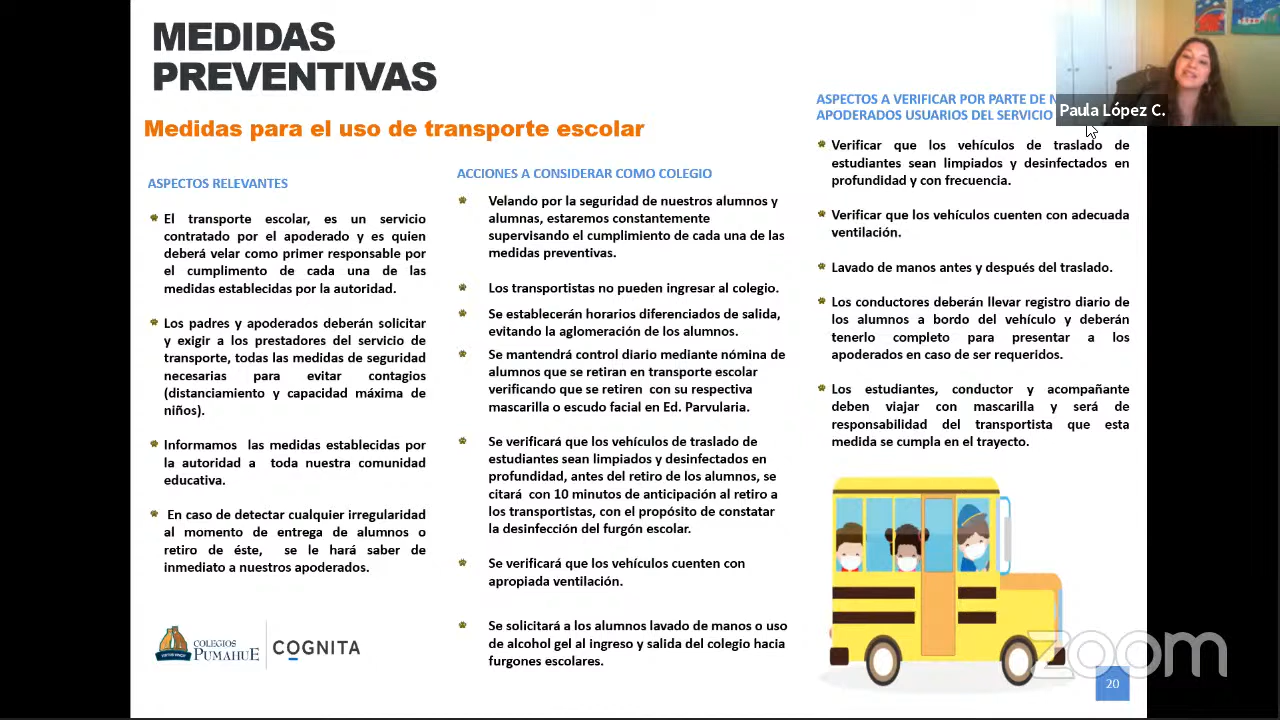 MEDIDAS
PREVENTIVAS
Medidas para el uso de transporte escolar
ASPECTOS RELEVANTES
El transporte escolar, es un servicio
contratado por el apoderado y es quien
deberá velar como primer responsable por
el cumplimento de cada una de las
medidas establecidas por la autoridad.
Los padres y apoderados deberán solicitar
y exigir a los prestadores del servicio de
transporte, todas las medidas de seguridad
necesarias para evitar contagios
(distanciamiento y capacidad máxima de
niños).
Informamos las medidas establecidas por
la autoridad a toda nuestra comunidad
educativa.
En caso de detectar cualquier irregularidad
al momento de entrega de alumnos o
retiro de éste, se le hará saber de
inmediato a nuestros apoderados.
COLEGIOS
PUMAHUE
COGNITA
ACCIONES A CONSIDERAR COMO COLEGIO
Velando por la seguridad de nuestros alumnos y
alumnas, estaremos constantemente
supervisando el cumplimiento de cada una de las
medidas preventivas.
Los transportistas no pueden ingresar al colegio.
Se establecerán horarios diferenciados de salida,
evitando la aglomeración de los alumnos.
Se mantendrá control diario mediante nómina de
alumnos que se retiran en transporte escolar
verificando que se retiren con su respectiva
mascarilla o escudo facial en Ed. Parvularia.
Se verificará que los vehículos de traslado de
estudiantes sean limpiados y desinfectados en
profundidad, antes del retiro de los alumnos, se
citará con 10 minutos de anticipación al retiro a
los transportistas, con el propósito de constatar
la desinfección del furgón escolar.
Se verificará que los vehículos cuenten con
apropiada ventilación.
Se solicitará a los alumnos lavado de manos o uso
de alcohol gel al ingreso y salida del colegio hacia
furgones escolares.
ASPECTOS A VERIFICAR POR PARTE DE
APODERADOS USUARIOS DEL SERVICIO
Paula López C.
Verificar que los vehículos de traslado de
estudiantes sean limpiados y desinfectados en
profundidad y con frecuencia.
Verificar que los vehículos cuenten con adecuada
ventilación.
Lavado de manos antes y después del traslado.
Los conductores deberán llevar registro diario de
los alumnos a bordo del vehículo y deberán
tenerlo completo para presentar a los
apoderados en caso de ser requeridos.
Los estudiantes, conductor y acompañante
deben viajar con mascarilla y será de
responsabilidad del transportista que esta
medida se cumpla en el trayecto.
zoom
20